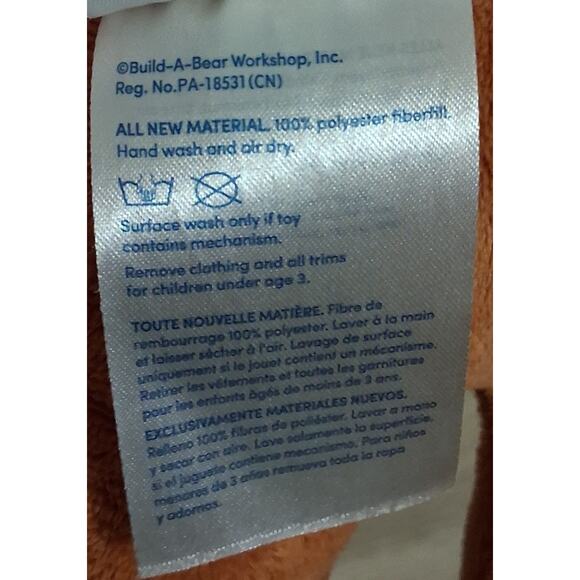 ©Build-A-Bear Workshop, Inc.
Reg. No.PA-18531(CN)
ALL NEW MATERIAL. 100% polyester fiberfill.
Hand wash and air dry.
Surface wash only if toy
contains mechanism.
Remove clothing and all trims
for children under age 3.
TOUTE NOUVELLE MATIÈRE. Fibre de
rembourrage 100% polyester. Laver à la main
et laisser sécher à l'air. Lavage de surface
uniquement si le jouet contient un mécanisme.
Retirer les vêtements et toutes les garnitures
pour les enfants âgés de moins de 3 ans.
EXCLUSIVAMENTE MATERIALES NUEVOS.
Relleno 100% fibras de poliéster. Lavar a mano
y secar con aire. Lave solamente la superficie,
si el juguete contiene mecanismo. Para niños
menores de 3 años remueva toda la ropa
y adornos.